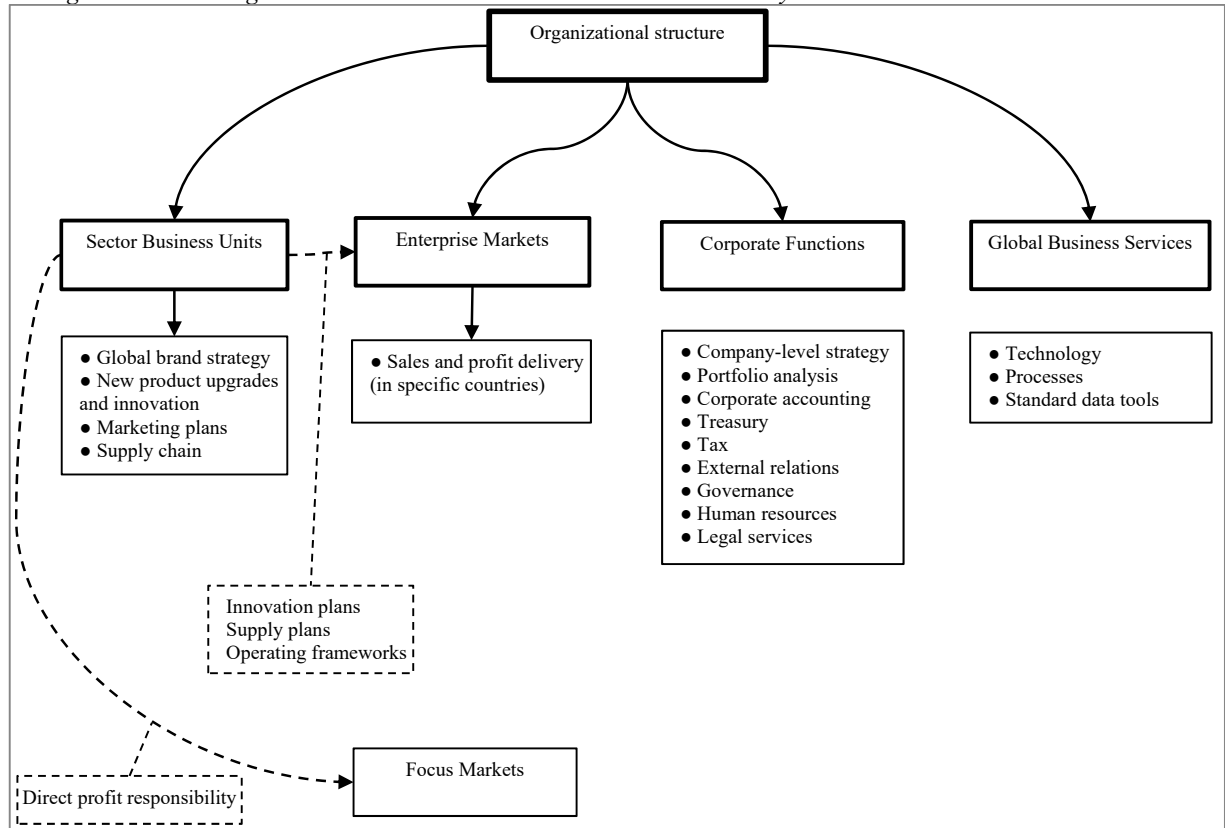 Organizational structure
Sector Business Units
Enterprise Markets
Corporate Functions
Global Business Services
● Global brand strategy
● New product upgrades
and innovation
● Marketing plans
● Supply chain
● Sales and profit delivery
(in specific countries)
● Company-level strategy
● Portfolio analysis
● Corporate accounting
● Treasury
● Tax
● External relations
● Governance
● Human resources
● Legal services
● Technology
● Processes
● Standard data tools
Innovation plans
Supply plans
Operating frameworks
Focus Markets
Direct profit responsibility